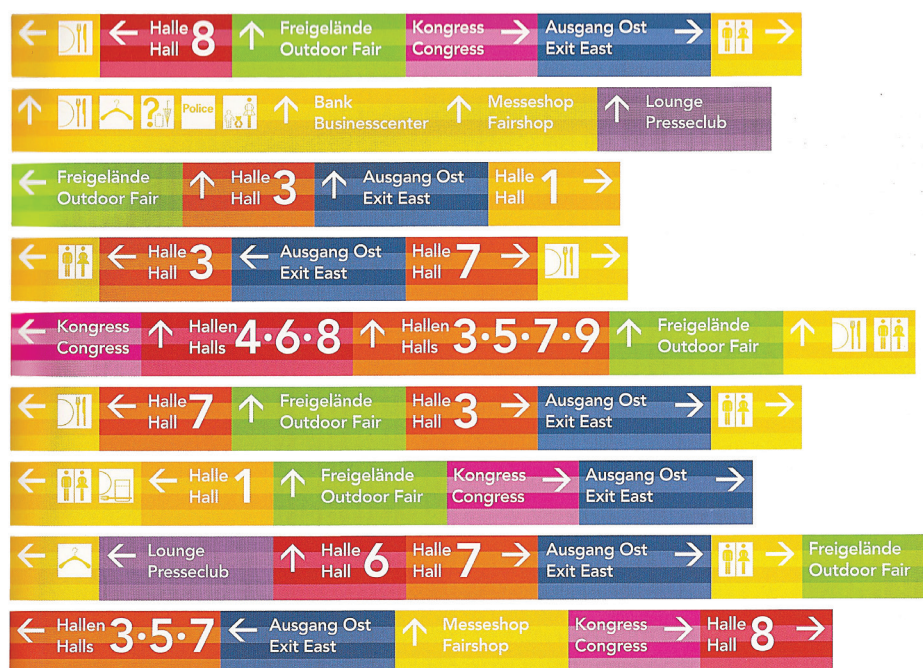 Halle
Hall 8
Freigelände
Outdoor Fair
Kongress
Congress
Ausgang Ost
Exit East
?
Police
Bank
Businesscenter
Messeshop
Fairshop
Lounge
Presseclub
Freigelände
Outdoor Fair
Halle
Hall 3
Ausgang Ost
Exit East
Halle
Hall 1
Halle
Hall 3
Ausgang Ost
Exit East
Halle
Hall 7
Kongress
Congress
Hallen
Halls 4·6·8
Hallen
Halls 3·5·7·9
Freigelände
Outdoor Fair
Halle
Hall 7
Freigelände
Outdoor Fair
Halle
Hall 3
Ausgang Ost
Exit East
Halle
Hall 1
Freigelände
Outdoor Fair
Kongress
Congress
Ausgang Ost
Exit East
Lounge
Presseclub
Halle
Hall 6
Halle
Hall 7
Ausgang Ost
Exit East
Freigelände
Outdoor Fair
Hallen
Halls 3·5·7
Ausgang Ost
Exit East
Messeshop
Fairshop
Kongress
Congress
Halle
Hall 8